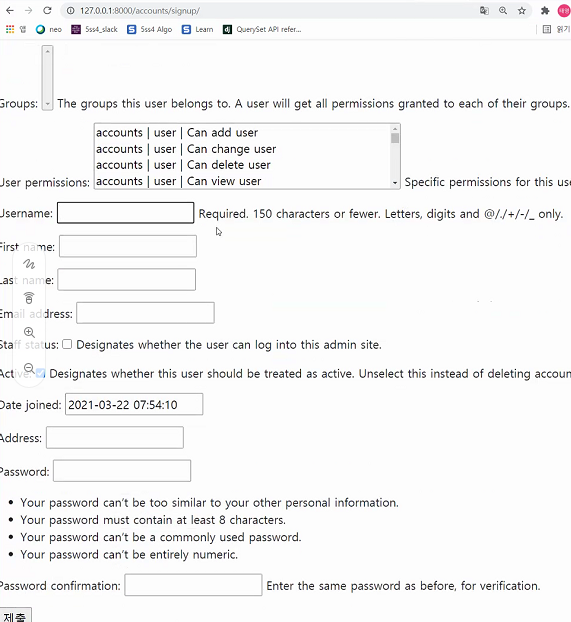 127.0.0.1:8000/accounts/signup/
앱 neo 5ss4_slack 5ss4 Algo Learn dj QuerySet API refer... 읽기
Groups: The groups this user belongs to. A user will get all permissions granted to each of their groups.
accounts | user | Can add user
accounts | user | Can change user
accounts | user | Can delete user
accounts | user | Can view user
User permissions: Specific permissions for this use
Username: Required. 150 characters or fewer. Letters, digits and @/./+/-/_ only.
First name:
Last name:
Email address:
Staff status: Designates whether the user can log into this admin site.
Active: Designates whether this user should be treated as active. Unselect this instead of deleting accoun
Date joined: 2021-03-22 07:54:10
Address:
Password:
Your password can't be too similar to your other personal information.
Your password must contain at least 8 characters.
Your password can't be a commonly used password.
Your password can't be entirely numeric.
Password confirmation: Enter the same password as before, for verification.
제출